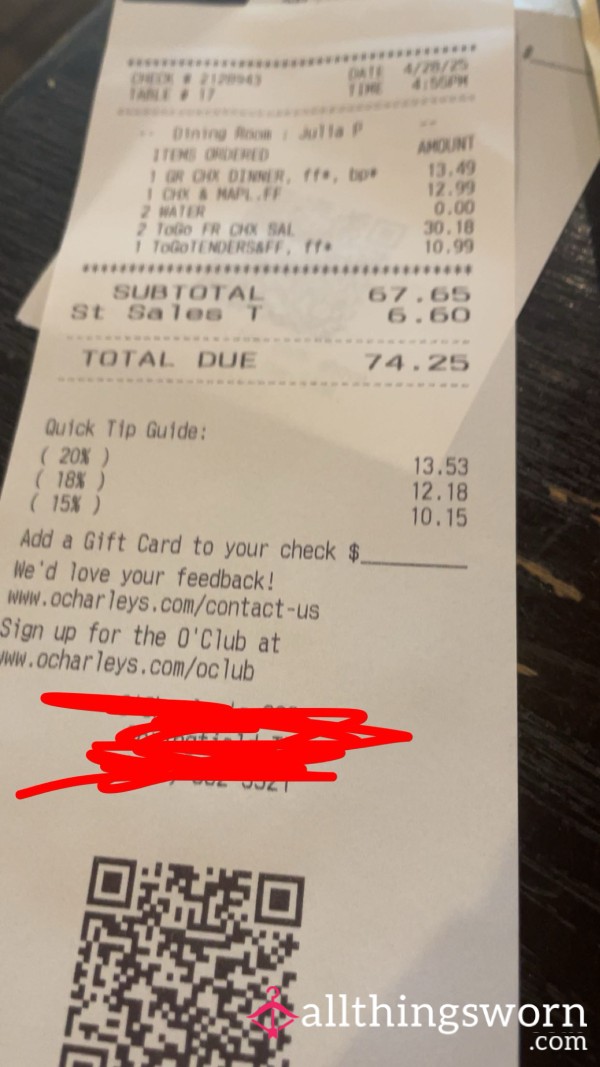 CHECK # 2128943 DATE 4/28/25
TABLE # 17 TIME 4:55PM
-- Dining Room : Julia P --
ITEMS ORDERED AMOUNT
1 GR CHX DINNER, ff*, bp* 13.49
1 CHX & MAPL.FF 12.99
2 WATER 0.00
2 ToGo FR CHX SAL 30.18
1 ToGoTENDERS&FF, ff* 10.99
SUBTOTAL 67.65
St Sales T 6.60
TOTAL DUE 74.25
Quick Tip Guide:
( 20% ) 13.53
( 18% ) 12.18
( 15% ) 10.15
Add a Gift Card to your check $
We'd love your feedback!
www.ocharleys.com/contact-us
Sign up for the O'Club at
www.ocharleys.com/oclub
allthingsworn
.com